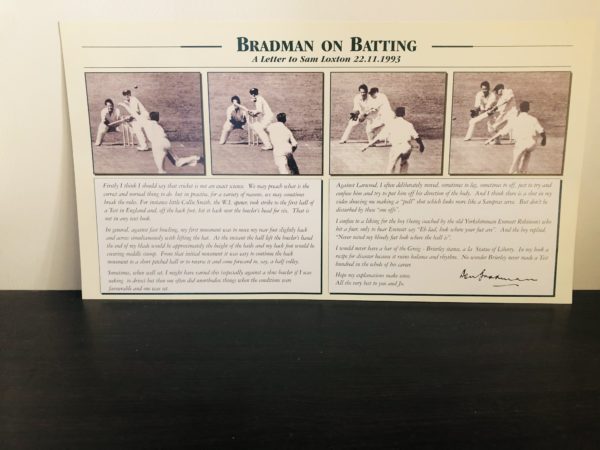 BRADMAN ON BATTING
A Letter to Sam Loxton 22.11.1993
Firstly I think I should say that cricket is not an exact science. We may preach what is the
correct and normal thing to do, but in practice, for a variety of reasons, we may sometimes
break the rules. For instance little Collie Smith, the W.I. opener, took strike to the first ball of
a Test in England and, off the back foot, hit it back over the bowler's head for six. That is
not in any text book.
In general, against fast bowling, my first movement was to move my rear foot slightly back
and across simultaneously with lifting the bat. At the moment the ball left the bowler's hand
the end of my blade would be approximately the height of the bails and my back foot would be
covering middle stump. From that initial movement it was easy to continue the back
movement to a short pitched ball or to reverse it and come forward to, say, a half volley.
Sometimes, when well set, I might have varied this (especially against a slow bowler if I was
seeking to drive) but then one often did unorthodox things when the conditions were
favourable and one was set.
Against Larwood, I often deliberately moved, sometimes to leg, sometimes to off, just to try and
confuse him and try to put him off his direction of the body. And I think there is a shot in my
video showing me making a "pull" shot which looks more like a Sampras serve. But don't be
disturbed by these "one offs".
I confess to a liking for the boy (being coached by the old Yorkshireman Emmott Robinson) who
hit a four only to hear Emmott say "Eh lad, look where your feet are". And the boy replied,
"Never mind my bloody feet look where the ball is".
I would never have a bar of the Greig - Brierley stance, a la Statue of Liberty. In my book a
recipe for disaster because it ruins balance and rhythm. No wonder Brierley never made a Test
hundred in the whole of his career.
Hope my explanations make sense.
All the very best to you and Jo.
Don Bradman